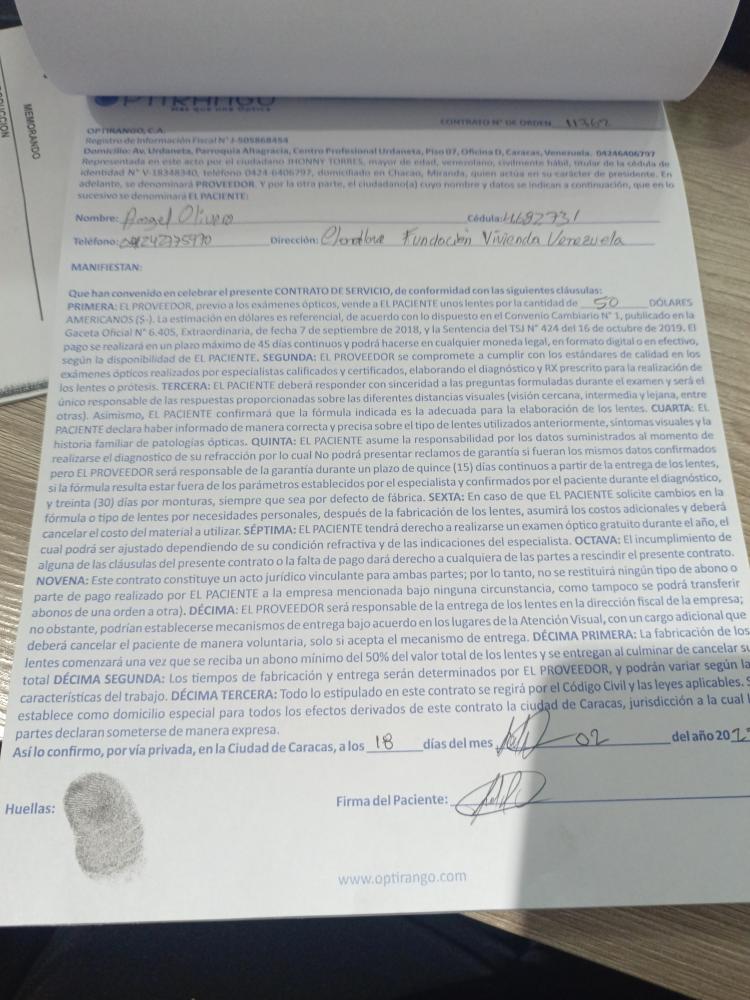 MEMORANDO
OPTIRANGO
Más que una Óptica
CONTRATO N° DE ORDEN
OPTIRANGO, C.A.
Registro de Información Fiscal N° J-505868454
Domicilio: Av. Urdaneta, Parroquia Altagracia, Centro Profesional Urdaneta, Piso 07, Oficina D, Caracas, Venezuela. 04246406797
Representada en este acto por el ciudadano JHONNY TORRES, mayor de edad, venezolano, civilmente hábil, titular de la cédula de
identidad N° V-18348340, teléfono 0424-6406797, domiciliado en Chacao, Miranda, quien actúa en su carácter de presidente. En
adelante, se denominará PROVEEDOR. Y por la otra parte, el ciudadano(a) cuyo nombre y datos se indican a continuación, que en lo
sucesivo se denominará EL PACIENTE:
Nombre: Angel Olivero Cédula: 4682731
Teléfono: Dirección: Fundación Vivienda Venezuela
MANIFIESTAN:
Que han convenido en celebrar el presente CONTRATO DE SERVICIO, de conformidad con las siguientes cláusulas:
PRIMERA: EL PROVEEDOR, previo a los exámenes ópticos, vende a EL PACIENTE unos lentes por la cantidad de 50 DÓLARES
AMERICANOS ($-). La estimación en dólares es referencial, de acuerdo con lo dispuesto en el Convenio Cambiario N° 1, publicado en la
Gaceta Oficial N° 6.405, Extraordinaria, de fecha 7 de septiembre de 2018, y la Sentencia del TSJ N° 424 del 16 de octubre de 2019. El
pago se realizará en un plazo máximo de 45 días continuos y podrá hacerse en cualquier moneda legal, en formato digital o en efectivo,
según la disponibilidad de EL PACIENTE. SEGUNDA: EL PROVEEDOR se compromete a cumplir con los estándares de calidad en los
exámenes ópticos realizados por especialistas calificados y certificados, elaborando el diagnóstico y RX prescrito para la realización de
los lentes o prótesis. TERCERA: EL PACIENTE deberá responder con sinceridad a las preguntas formuladas durante el examen y será el
único responsable de las respuestas proporcionadas sobre las diferentes distancias visuales (visión cercana, intermedia y lejana, entre
otras). Asimismo, EL PACIENTE confirmará que la fórmula indicada es la adecuada para la elaboración de los lentes. CUARTA: EL
PACIENTE declara haber informado de manera correcta y precisa sobre el tipo de lentes utilizados anteriormente, síntomas visuales y la
historia familiar de patologías ópticas. QUINTA: EL PACIENTE asume la responsabilidad por los datos suministrados al momento de
realizarse el diagnostico de su refracción por lo cual No podrá presentar reclamos de garantía si fueran los mismos datos confirmados
pero EL PROVEEDOR será responsable de la garantía durante un plazo de quince (15) días continuos a partir de la entrega de los lentes,
si la fórmula resulta estar fuera de los parámetros establecidos por el especialista y confirmados por el paciente durante el diagnóstico,
y treinta (30) días por monturas, siempre que sea por defecto de fábrica. SEXTA: En caso de que EL PACIENTE solicite cambios en la
fórmula o tipo de lentes por necesidades personales, después de la fabricación de los lentes, asumirá los costos adicionales y deberá
cancelar el costo del material a utilizar. SÉPTIMA: EL PACIENTE tendrá derecho a realizarse un examen óptico gratuito durante el año, el
cual podrá ser ajustado dependiendo de su condición refractiva y de las indicaciones del especialista. OCTAVA: El incumplimiento de
alguna de las cláusulas del presente contrato o la falta de pago dará derecho a cualquiera de las partes a rescindir el presente contrato.
NOVENA: Este contrato constituye un acto jurídico vinculante para ambas partes; por lo tanto, no se restituirá ningún tipo de abono o
parte de pago realizado por EL PACIENTE a la empresa mencionada bajo ninguna circunstancia, como tampoco se podrá transferir
abonos de una orden a otra). DÉCIMA: EL PROVEEDOR será responsable de la entrega de los lentes en la dirección fiscal de la empresa;
no obstante, podrían establecerse mecanismos de entrega bajo acuerdo en los lugares de la Atención Visual, con un cargo adicional que
deberá cancelar el paciente de manera voluntaria, solo si acepta el mecanismo de entrega. DÉCIMA PRIMERA: La fabricación de los
lentes comenzará una vez que se reciba un abono mínimo del 50% del valor total de los lentes y se entregan al culminar de cancelar su
total DÉCIMA SEGUNDA: Los tiempos de fabricación y entrega serán determinados por EL PROVEEDOR, y podrán variar según la
características del trabajo. DÉCIMA TERCERA: Todo lo estipulado en este contrato se regirá por el Código Civil y las leyes aplicables. S
establece como domicilio especial para todos los efectos derivados de este contrato la ciudad de Caracas, jurisdicción a la cual l
partes declaran someterse de manera expresa.
Así lo confirmo, por vía privada, en la Ciudad de Caracas, a los 18 días del mes 02 del año 202
Huellas:
Firma del Paciente:
www.optirango.com